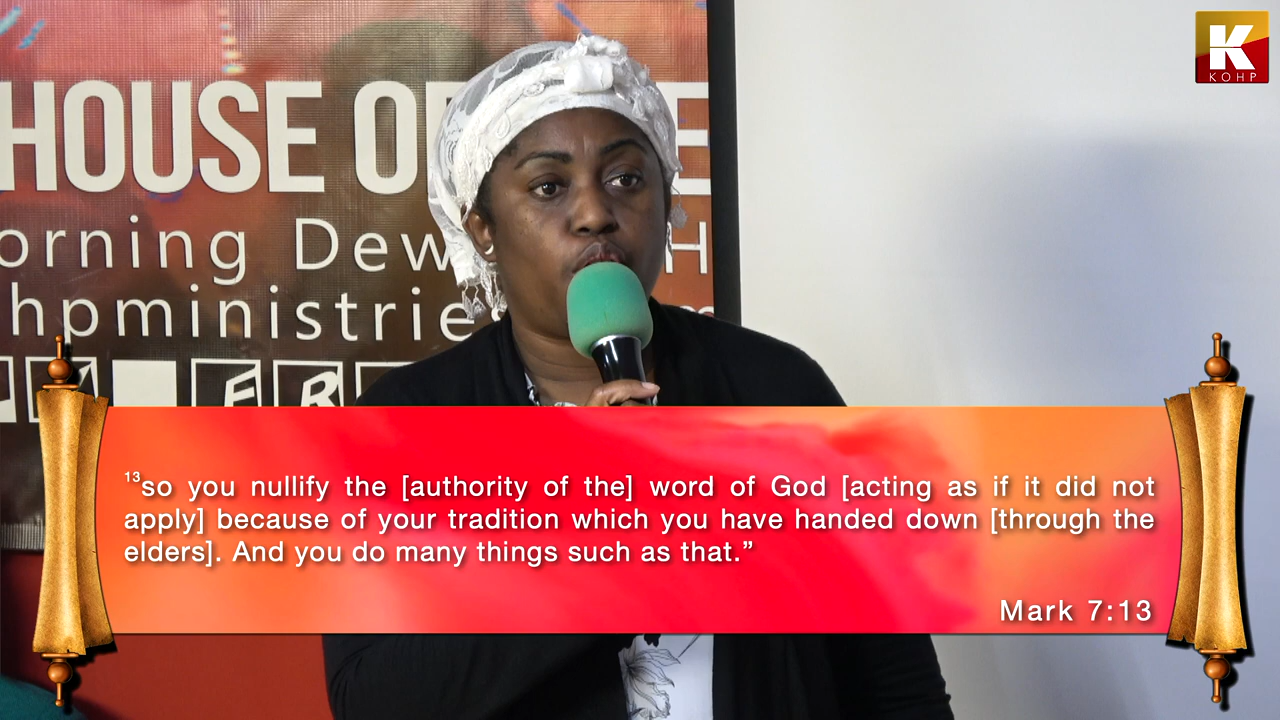 K
KOHP
HOUSE O
orning Dew H
hpministries
¹³so you nullify the [authority of the] word of God [acting as if it did not
apply] because of your tradition which you have handed down [through the
elders]. And you do many things such as that.”
Mark 7:13